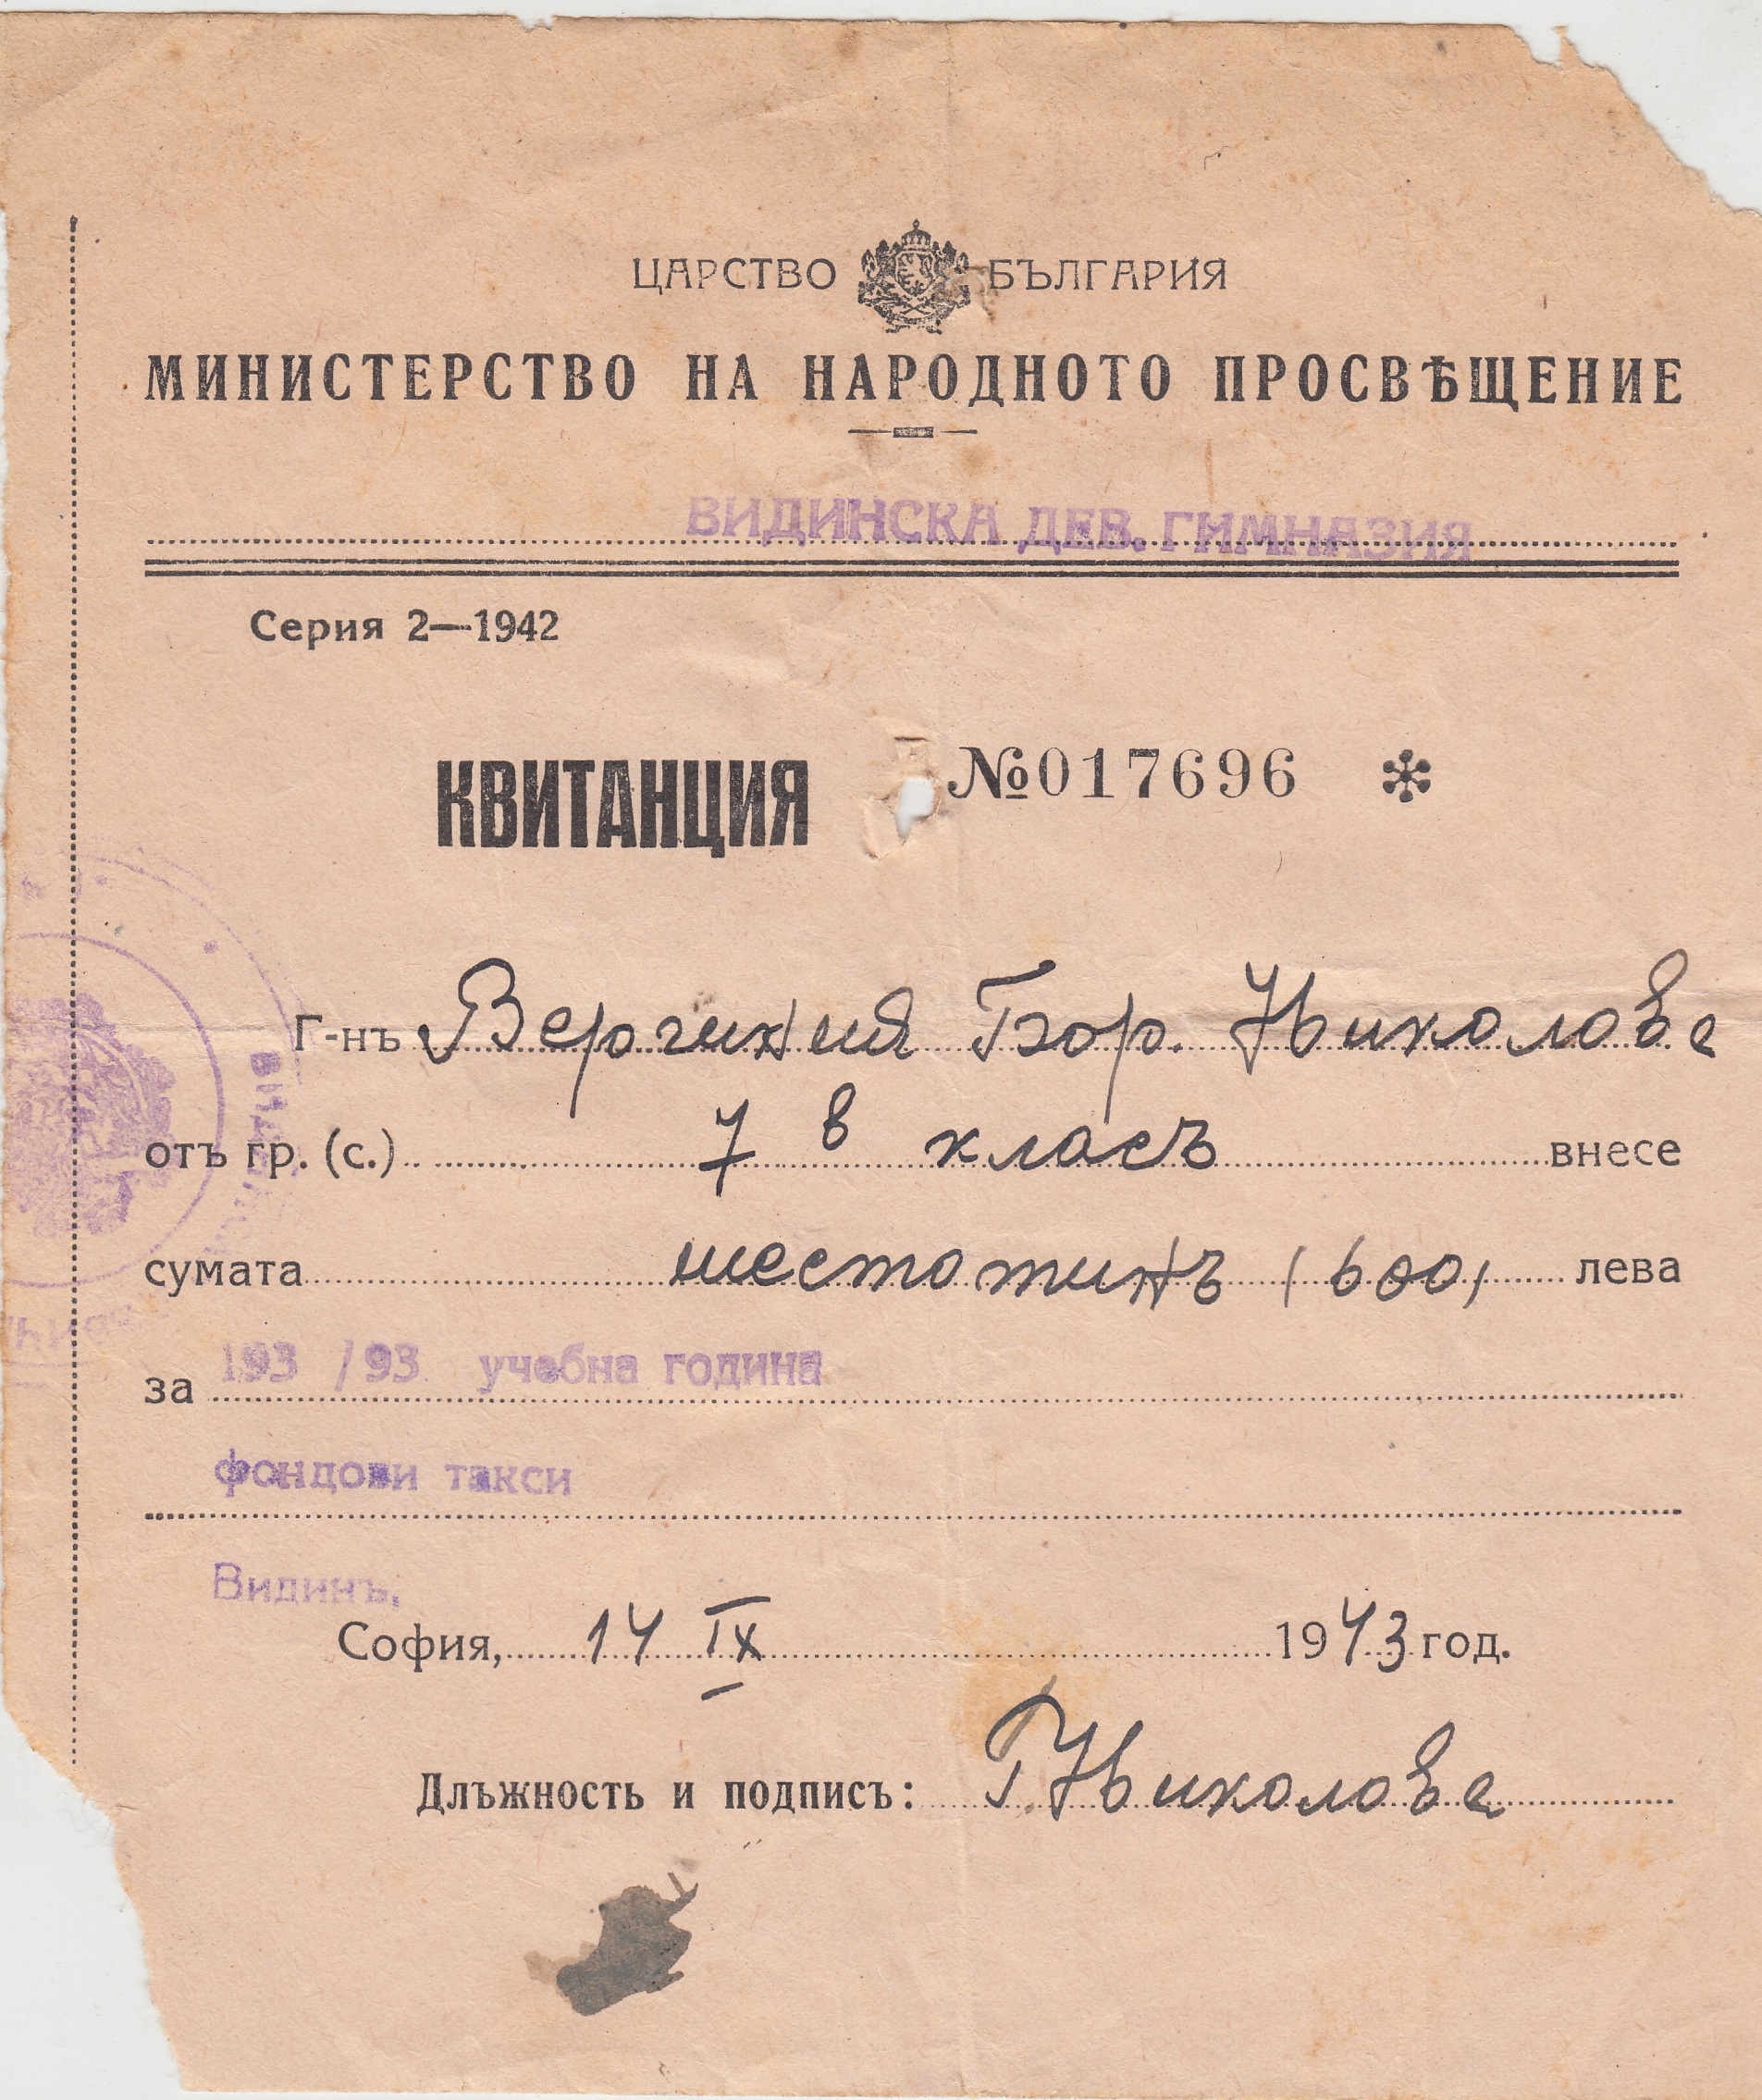 ЦАРСТВО БЪЛГАРИЯ
МИНИСТЕРСТВО НА НАРОДНОТО ПРОСВѢЩЕНИЕ
ВИДИНСКА ДЕВ. ГИМНАЗИЯ
Серия 2—1942
КВИТАНЦИЯ №017696 *
Г-нъ Вергиния Бор. Николова
отъ гр. (с.) 7 в класъ внесе
сумата шестотинъ /600/ лева
за 193 /93 учебна година
фондови такси
Видинъ,
София, 14 IX 1943 год.
Длъжность и подпись: Г. Николова